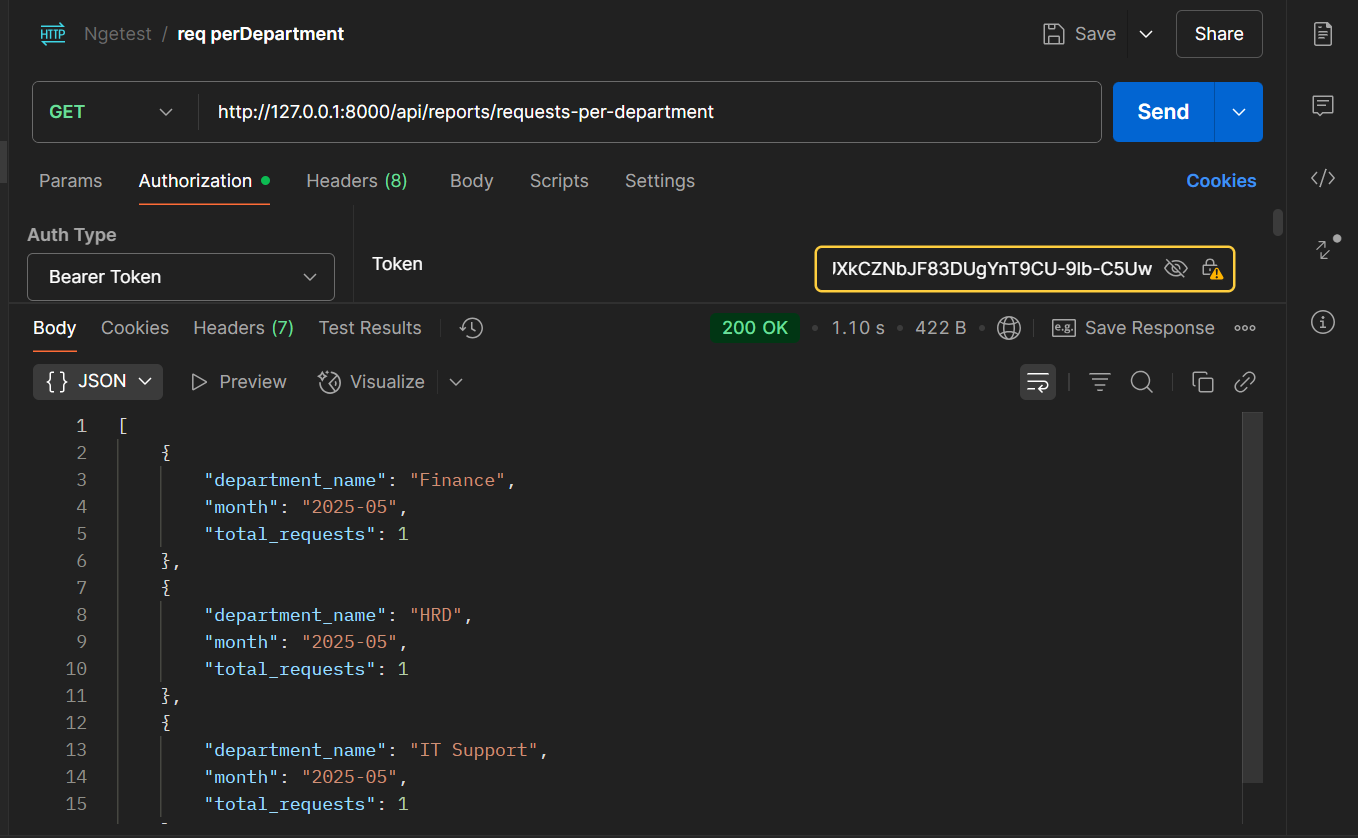 HTTP Ngetest / req perDepartment Save Share
GET http://127.0.0.1:8000/api/reports/requests-per-department Send
Params Authorization Headers (8) Body Scripts Settings Cookies
Auth Type
Bearer Token
Token
XkCZNbJF83DUgYnT9CU-9lb-C5Uw
Body Cookies Headers (7) Test Results 200 OK 1.10 s 422 B e.g. Save Response
{} JSON Preview Visualize
1 [
2 {
3 "department_name": "Finance",
4 "month": "2025-05",
5 "total_requests": 1
6 },
7 {
8 "department_name": "HRD",
9 "month": "2025-05",
10 "total_requests": 1
11 },
12 {
13 "department_name": "IT Support",
14 "month": "2025-05",
15 "total_requests": 1